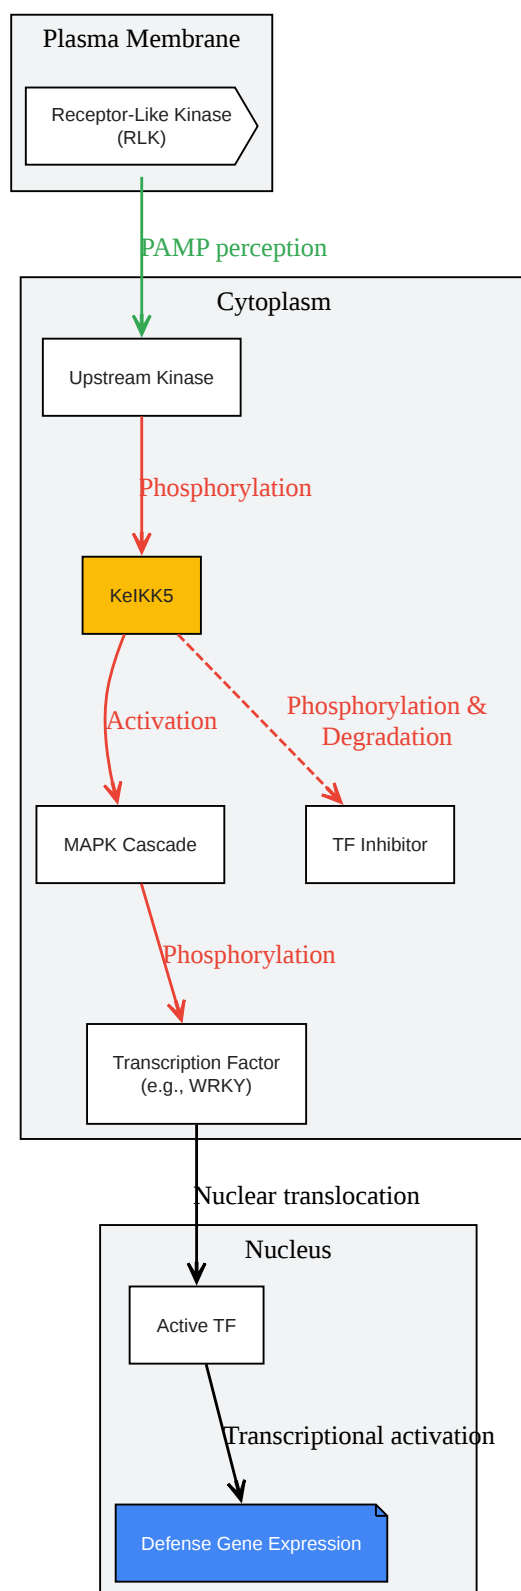 Plasma Membrane
Receptor-Like Kinase
(RLK)
PAMP perception
Cytoplasm
Upstream Kinase
Phosphorylation
KeIKK5
Activation
Phosphorylation &
Degradation
MAPK Cascade
TF Inhibitor
Phosphorylation
Transcription Factor
(e.g., WRKY)
Nuclear translocation
Nucleus
Active TF
Transcriptional activation
Defense Gene Expression